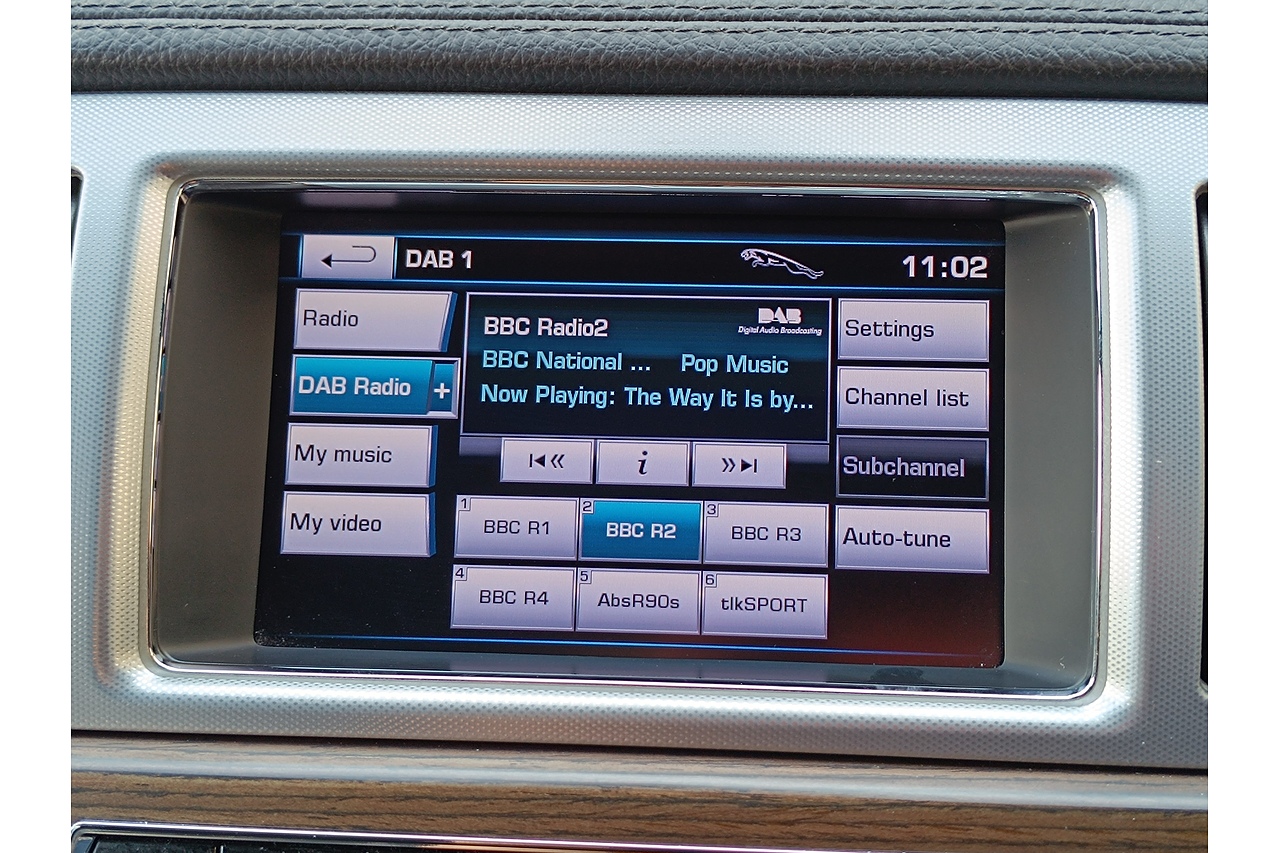 DAB 1
11:02
Radio
DAB Radio +
My music
My video
BBC Radio2
DAB
Digital Audio Broadcasting
BBC National ... Pop Music
Now Playing: The Way It Is by...
i
1 BBC R1
2 BBC R2
3 BBC R3
4 BBC R4
5 AbsR90s
6 tlkSPORT
Settings
Channel list
Subchannel
Auto-tune